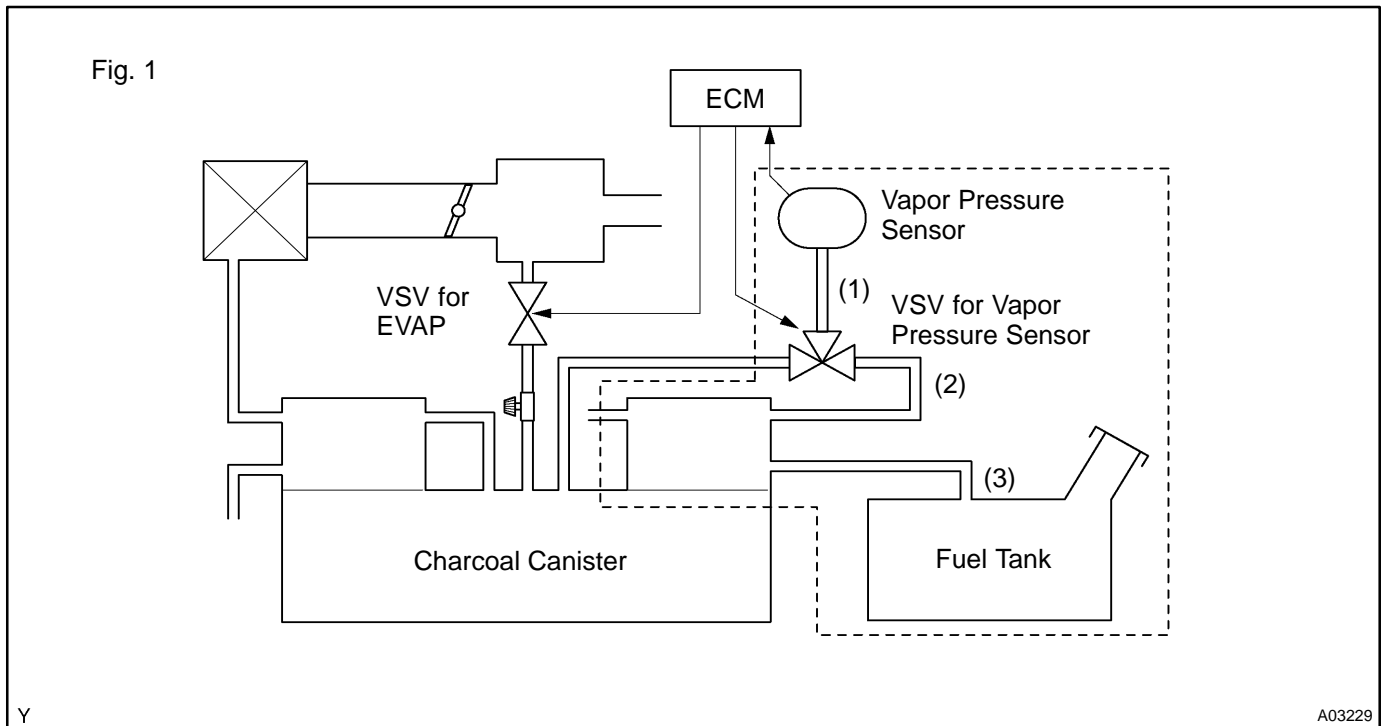 Fig. 1
ECM
Vapor Pressure
Sensor
(1)
VSV for
EVAP
VSV for Vapor
Pressure Sensor
(2)
(3)
Charcoal Canister
Fuel Tank
Y
A03229